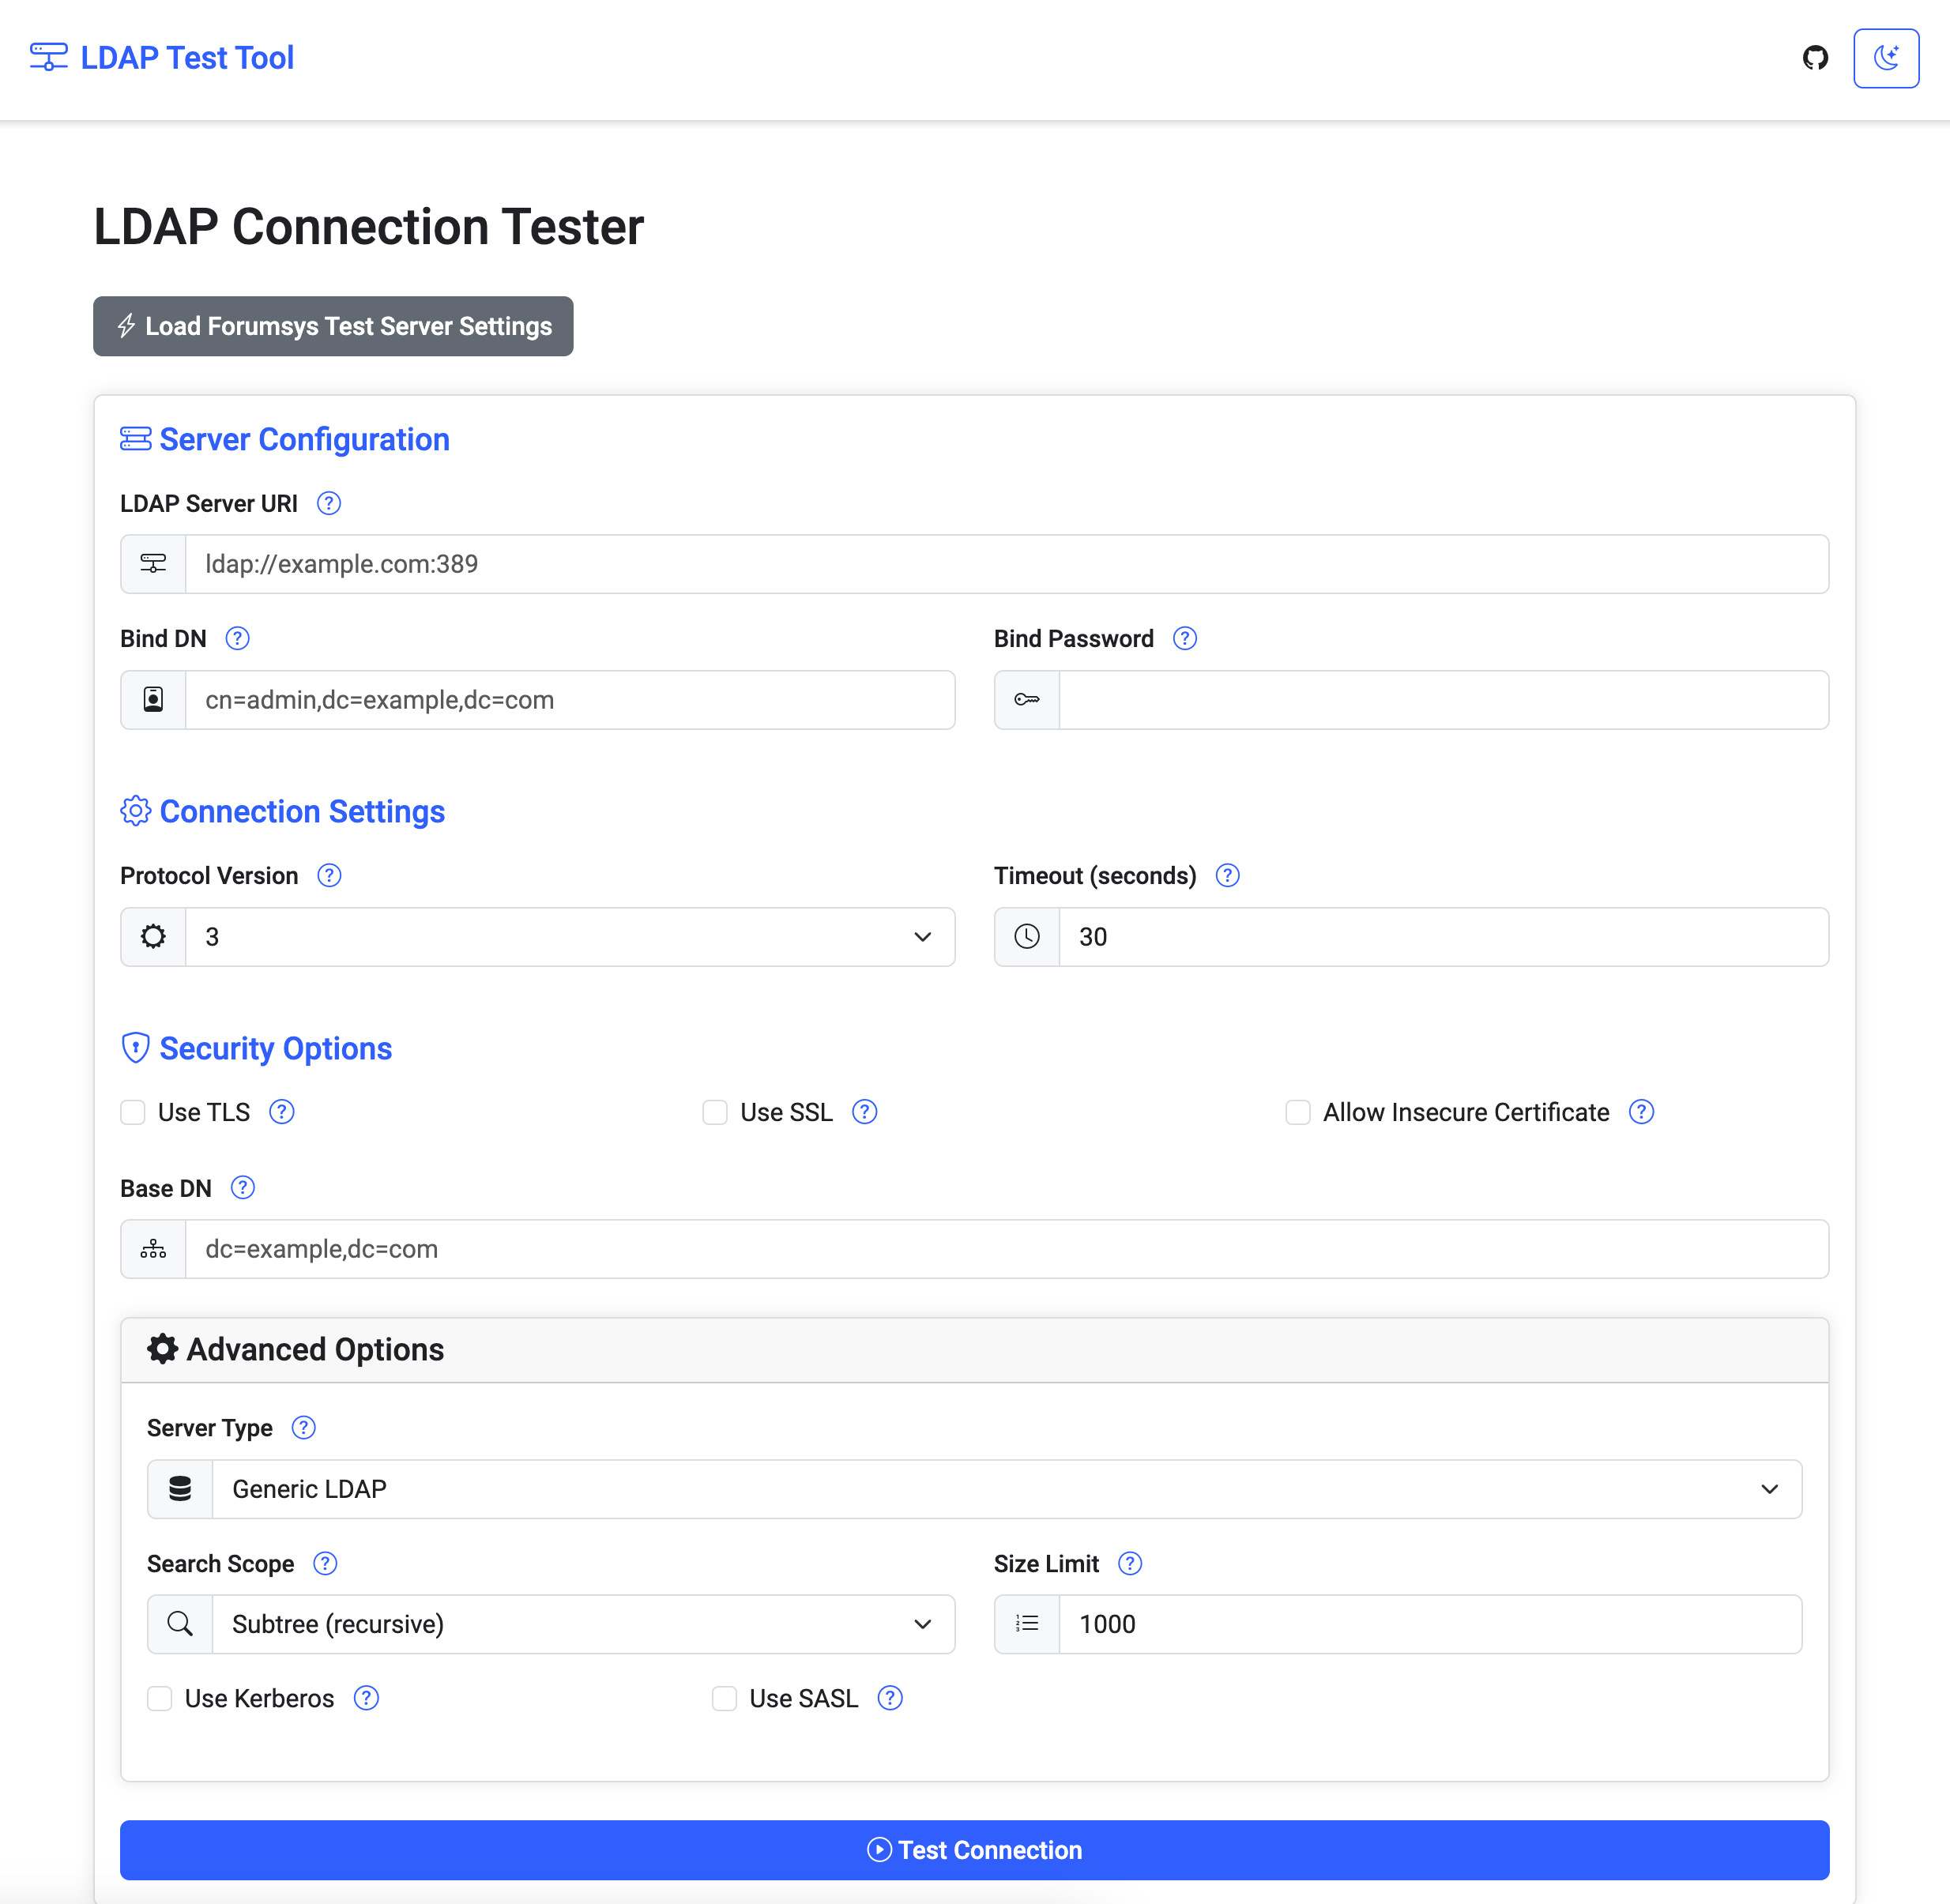 LDAP Test Tool
LDAP Connection Tester
Load Forumsys Test Server Settings
Server Configuration
LDAP Server URI ?
ldap://example.com:389
Bind DN ? Bind Password ?
cn=admin,dc=example,dc=com
Connection Settings
Protocol Version ? Timeout (seconds) ?
3 30
Security Options
Use TLS ? Use SSL ? Allow Insecure Certificate ?
Base DN ?
dc=example,dc=com
Advanced Options
Server Type ?
Generic LDAP
Search Scope ? Size Limit ?
Subtree (recursive) 1000
Use Kerberos ? Use SASL ?
Test Connection